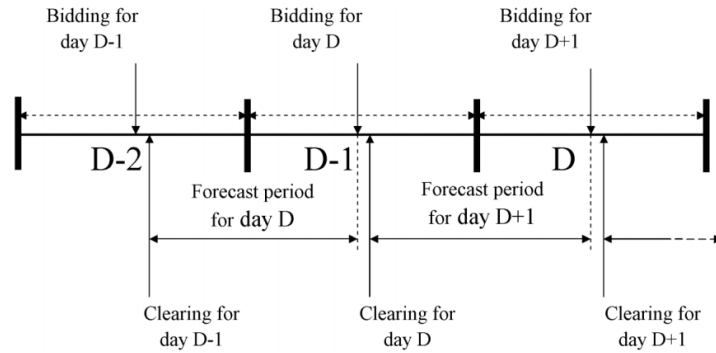 Bidding for
day D-1
Bidding for
day D
Bidding for
day D+1
D-2
D-1
D
Forecast period
for day D
Forecast period
for day D+1
Clearing for
day D-1
Clearing for
day D
Clearing for
day D+1